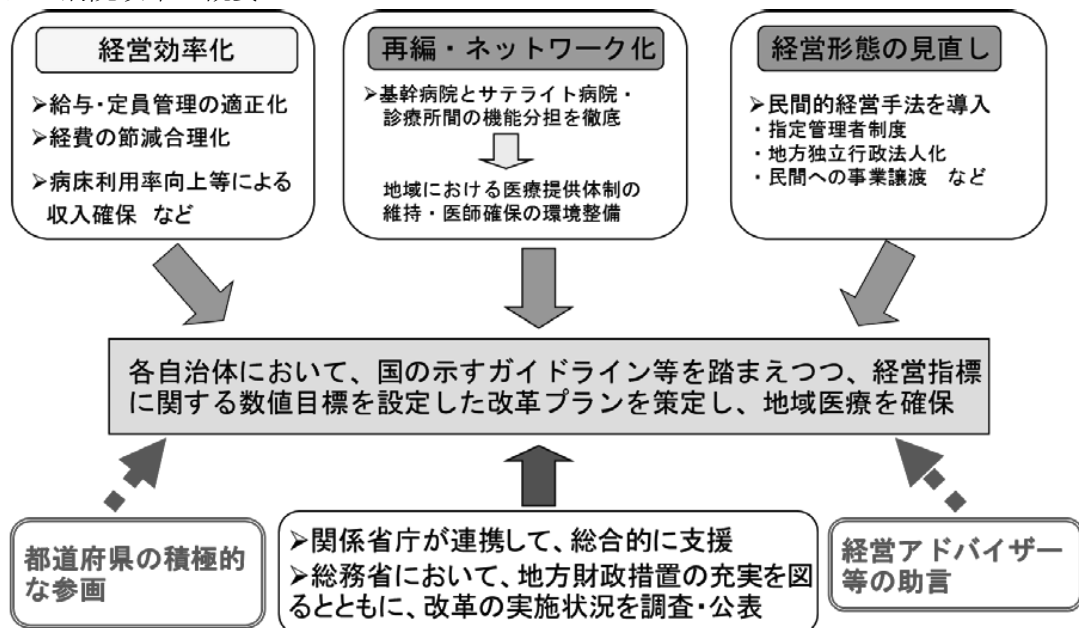 経営効率化
➢給与・定員管理の適正化
➢経費の節減合理化
➢病床利用率向上等による
収入確保 など
再編・ネットワーク化
➢基幹病院とサテライト病院・
診療所間の機能分担を徹底
地域における医療提供体制の
維持・医師確保の環境整備
経営形態の見直し
➢民間的経営手法を導入
・指定管理者制度
・地方独立行政法人化
・民間への事業譲渡 など
各自治体において、国の示すガイドライン等を踏まえつつ、経営指標
に関する数値目標を設定した改革プランを策定し、地域医療を確保
都道府県の積極的
な参画
➢関係省庁が連携して、総合的に支援
➢総務省において、地方財政措置の充実を図
るとともに、改革の実施状況を調査・公表
経営アドバイザー
等の助言